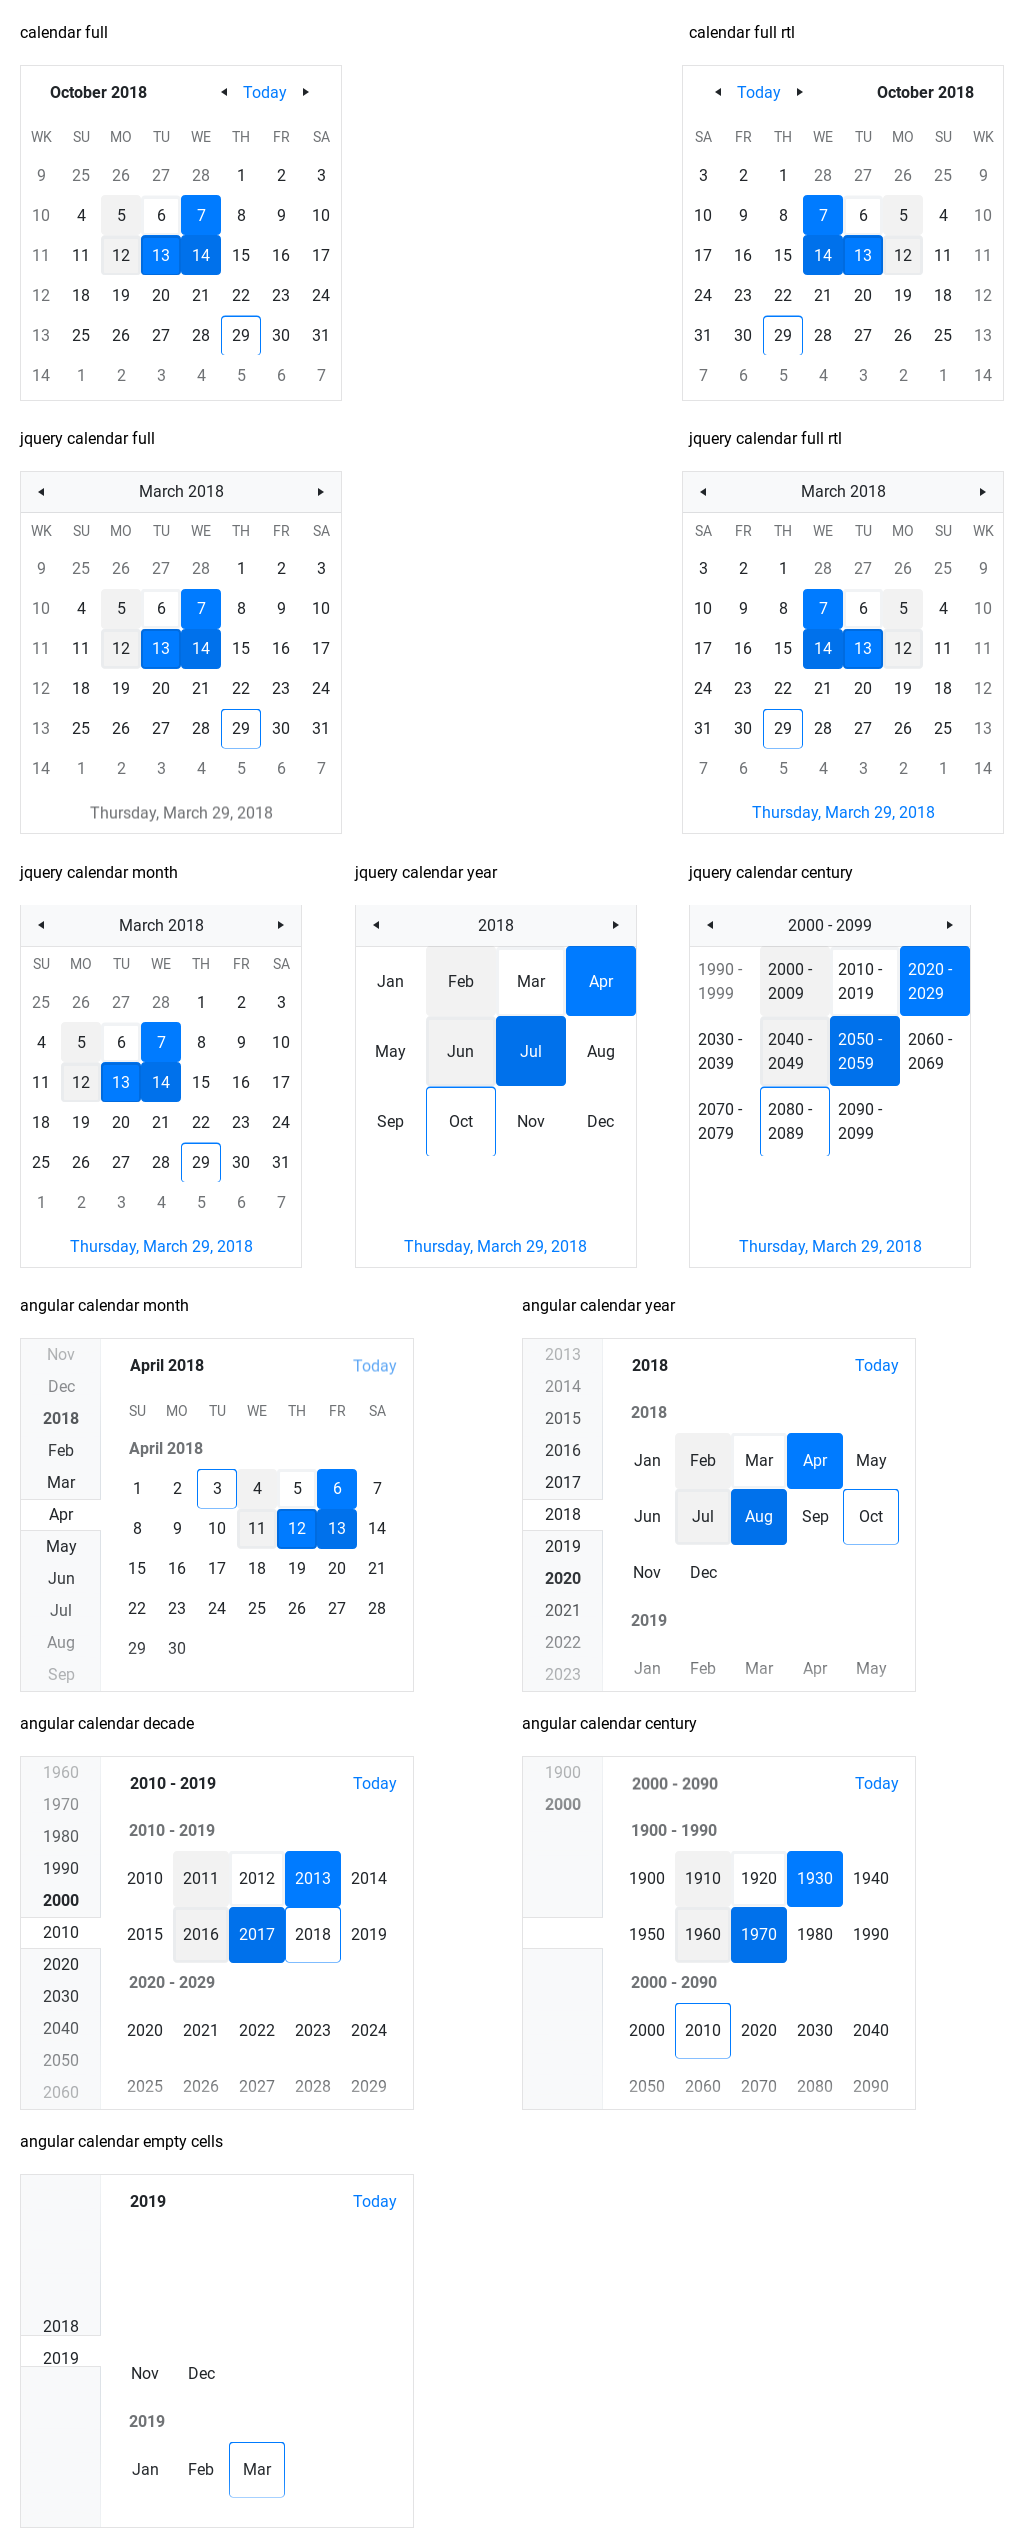 calendar full
calendar full rtl
October 2018 Today
Today October 2018
WK SU MO TU WE TH FR SA
SA FR TH WE TU MO SU WK
9 25 26 27 28 1 2 3
3 2 1 28 27 26 25 9
10 4 5 6 7 8 9 10
10 9 8 7 6 5 4 10
11 11 12 13 14 15 16 17
17 16 15 14 13 12 11 11
12 18 19 20 21 22 23 24
24 23 22 21 20 19 18 12
13 25 26 27 28 29 30 31
31 30 29 28 27 26 25 13
14 1 2 3 4 5 6 7
7 6 5 4 3 2 1 14
jquery calendar full
jquery calendar full rtl
March 2018
March 2018
WK SU MO TU WE TH FR SA
SA FR TH WE TU MO SU WK
9 25 26 27 28 1 2 3
3 2 1 28 27 26 25 9
10 4 5 6 7 8 9 10
10 9 8 7 6 5 4 10
11 11 12 13 14 15 16 17
17 16 15 14 13 12 11 11
12 18 19 20 21 22 23 24
24 23 22 21 20 19 18 12
13 25 26 27 28 29 30 31
31 30 29 28 27 26 25 13
14 1 2 3 4 5 6 7
7 6 5 4 3 2 1 14
Thursday, March 29, 2018
Thursday, March 29, 2018
jquery calendar month
March 2018
SU MO TU WE TH FR SA
25 26 27 28 1 2 3
4 5 6 7 8 9 10
11 12 13 14 15 16 17
18 19 20 21 22 23 24
25 26 27 28 29 30 31
1 2 3 4 5 6 7
Thursday, March 29, 2018
jquery calendar year
2018
Jan Feb Mar Apr
May Jun Jul Aug
Sep Oct Nov Dec
Thursday, March 29, 2018
jquery calendar century
2000 - 2099
1990 - 2000 - 2010 - 2020 -
1999 2009 2019 2029
2030 - 2040 - 2050 - 2060 -
2039 2049 2059 2069
2070 - 2080 - 2090 -
2079 2089 2099
Thursday, March 29, 2018
angular calendar month
Nov
Dec
2018
Feb
Mar
Apr
May
Jun
Jul
Aug
Sep
April 2018 Today
SU MO TU WE TH FR SA
April 2018
1 2 3 4 5 6 7
8 9 10 11 12 13 14
15 16 17 18 19 20 21
22 23 24 25 26 27 28
29 30
angular calendar year
2013
2014
2015
2016
2017
2018
2019
2020
2021
2022
2023
2018 Today
2018
Jan Feb Mar Apr May
Jun Jul Aug Sep Oct
Nov Dec
2019
Jan Feb Mar Apr May
angular calendar decade
1960
1970
1980
1990
2000
2010
2020
2030
2040
2050
2060
2010 - 2019 Today
2010 - 2019
2010 2011 2012 2013 2014
2015 2016 2017 2018 2019
2020 - 2029
2020 2021 2022 2023 2024
2025 2026 2027 2028 2029
angular calendar century
1900
2000
2000 - 2090 Today
1900 - 1990
1900 1910 1920 1930 1940
1950 1960 1970 1980 1990
2000 - 2090
2000 2010 2020 2030 2040
2050 2060 2070 2080 2090
angular calendar empty cells
2018
2019
2019 Today
Nov Dec
2019
Jan Feb Mar